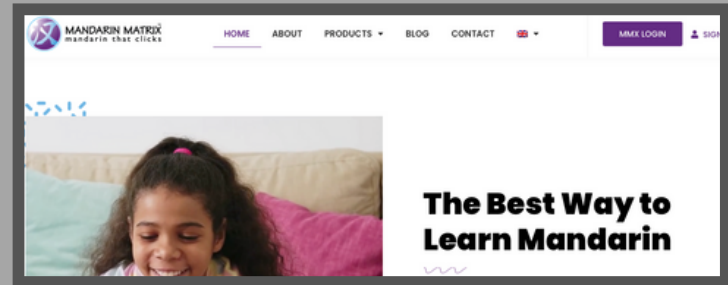 MANDARIN MATRIX
mandarin that clicks
HOME ABOUT PRODUCTS BLOG CONTACT MMX LOGIN
The Best Way to
Learn Mandarin